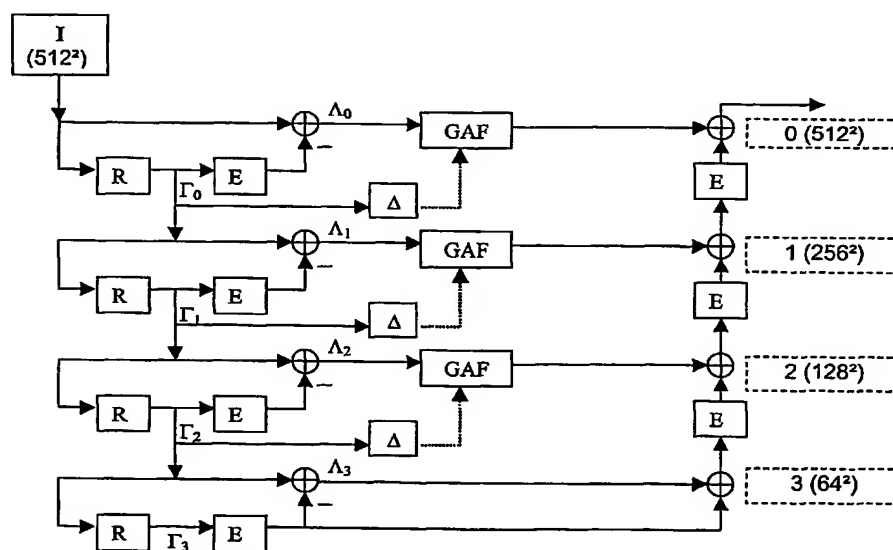 I
(512²)
Λ₀
GAF
0 (512²)
R
E
Γ₀
Δ
E
Λ₁
GAF
1 (256²)
R
E
Γ₁
Δ
E
Λ₂
GAF
2 (128²)
R
E
Γ₂
Δ
E
Λ₃
3 (64²)
R
Γ₃
E